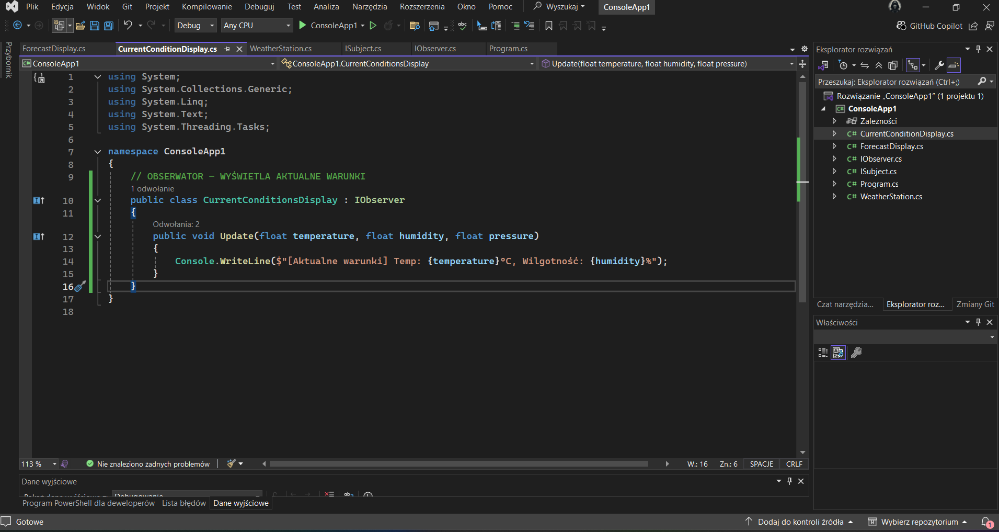 Plik Edycja Widok Git Projekt Kompilowanie Debuguj Test Analiza Narzędzia Rozszerzenia Okno Pomoc Wyszukaj ConsoleApp1
Debug Any CPU ConsoleApp1 GitHub Copilot
Przybornik
ForecastDisplay.cs CurrentConditionDisplay.cs WeatherStation.cs ISubject.cs IObserver.cs Program.cs
ConsoleApp1 ConsoleApp1.CurrentConditionsDisplay Update(float temperature, float humidity, float pressure)
1 using System;
2 using System.Collections.Generic;
3 using System.Linq;
4 using System.Text;
5 using System.Threading.Tasks;
6
7 namespace ConsoleApp1
8 {
9 // OBSERWATOR - WYŚWIETLA AKTUALNE WARUNKI
1 odwołanie
10 public class CurrentConditionsDisplay : IObserver
11 {
Odwołania: 2
12 public void Update(float temperature, float humidity, float pressure)
13 {
14 Console.WriteLine($"[Aktualne warunki] Temp: {temperature}°C, Wilgotność: {humidity}%");
15 }
16 }
17 }
18
113 % Nie znaleziono żadnych problemów W.: 16 Zn.: 6 SPACJE CRLF
Dane wyjściowe
Pokaż dane wyjściowe z: Debugowanie
Program PowerShell dla deweloperów Lista błędów Dane wyjściowe
Eksplorator rozwiązań
Przeszukaj: Eksplorator rozwiązań (Ctrl+;)
Rozwiązanie „ConsoleApp1” (1 projektu 1)
ConsoleApp1
Zależności
CurrentConditionDisplay.cs
ForecastDisplay.cs
IObserver.cs
ISubject.cs
Program.cs
WeatherStation.cs
Czat narzędzia... Eksplorator roz... Zmiany Git
Właściwości
Gotowe Dodaj do kontroli źródła Wybierz repozytorium 1